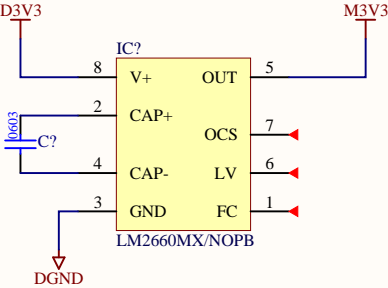 D3V3
M3V3
IC?
8
V+
OUT
5
2
CAP+
0603
C?
OCS
7
4
CAP-
LV
6
3
GND
FC
1
LM2660MX/NOPB
DGND